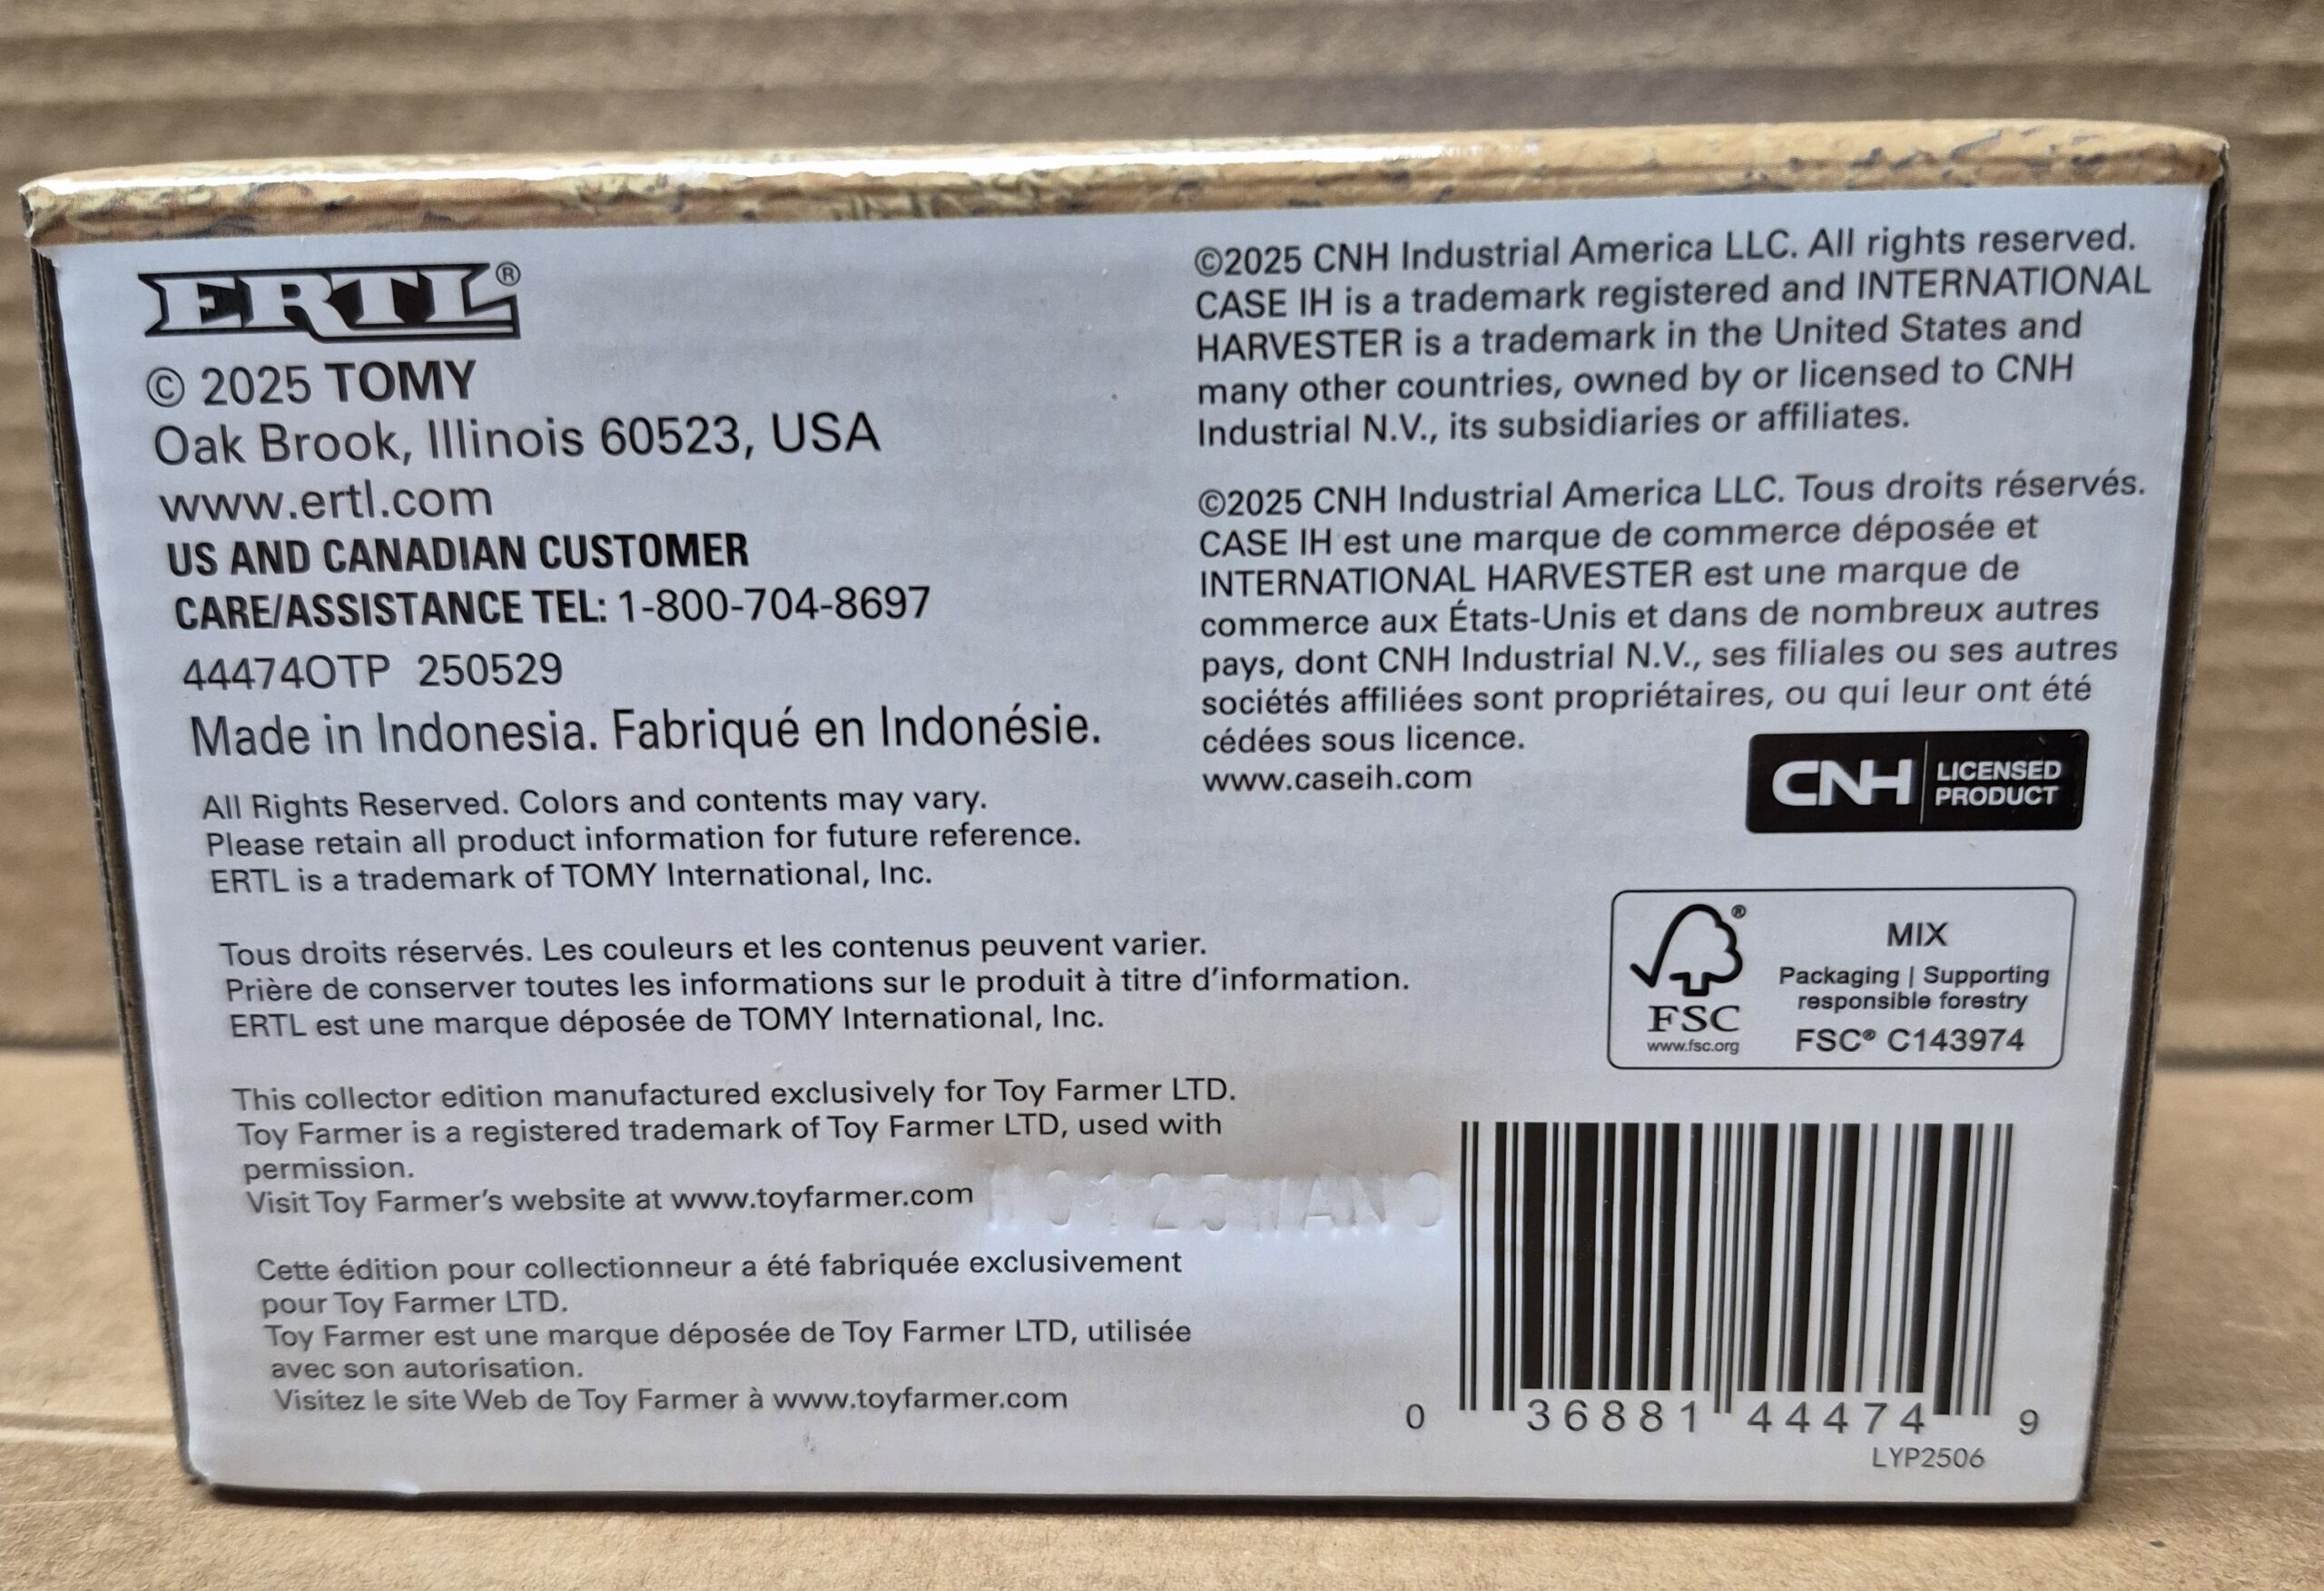 ERTL®
© 2025 TOMY
Oak Brook, Illinois 60523, USA
www.ertl.com
US AND CANADIAN CUSTOMER
CARE/ASSISTANCE TEL: 1-800-704-8697
44474OTP 250529
Made in Indonesia. Fabriqué en Indonésie.
All Rights Reserved. Colors and contents may vary.
Please retain all product information for future reference.
ERTL is a trademark of TOMY International, Inc.
Tous droits réservés. Les couleurs et les contenus peuvent varier.
Prière de conserver toutes les informations sur le produit à titre d'information.
ERTL est une marque déposée de TOMY International, Inc.
This collector edition manufactured exclusively for Toy Farmer LTD.
Toy Farmer is a registered trademark of Toy Farmer LTD, used with
permission.
Visit Toy Farmer's website at www.toyfarmer.com
Cette édition pour collectionneur a été fabriquée exclusivement
pour Toy Farmer LTD.
Toy Farmer est une marque déposée de Toy Farmer LTD, utilisée
avec son autorisation.
Visitez le site Web de Toy Farmer à www.toyfarmer.com
©2025 CNH Industrial America LLC. All rights reserved.
CASE IH is a trademark registered and INTERNATIONAL
HARVESTER is a trademark in the United States and
many other countries, owned by or licensed to CNH
Industrial N.V., its subsidiaries or affiliates.
©2025 CNH Industrial America LLC. Tous droits réservés.
CASE IH est une marque de commerce déposée et
INTERNATIONAL HARVESTER est une marque de
commerce aux États-Unis et dans de nombreux autres
pays, dont CNH Industrial N.V., ses filiales ou ses autres
sociétés affiliées sont propriétaires, ou qui leur ont été
cédées sous licence.
www.caseih.com
CNH LICENSED
PRODUCT
FSC®
www.fsc.org
MIX
Packaging | Supporting
responsible forestry
FSC® C143974
0 36881 44474 9
LYP2506